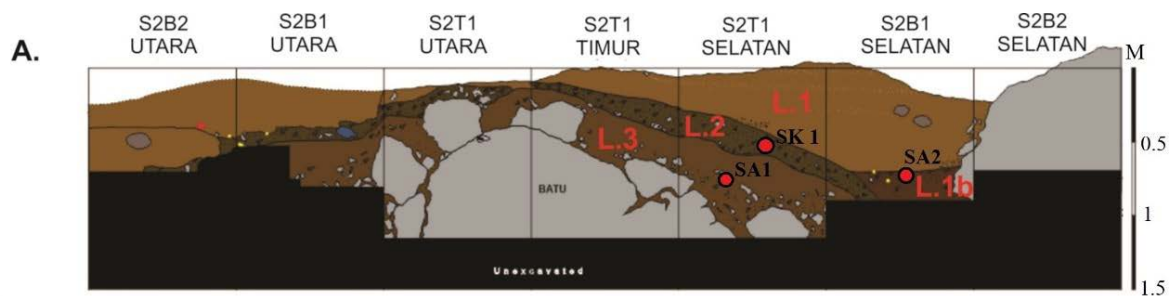 A.
S2B2
UTARA
S2B1
UTARA
S2T1
UTARA
S2T1
TIMUR
S2T1
SELATAN
S2B1
SELATAN
S2B2
SELATAN
M
L.1
L.2
SK 1
L.3
0.5
SA1
SA2
BATU
L.1b
1
Unexcavated
1.5